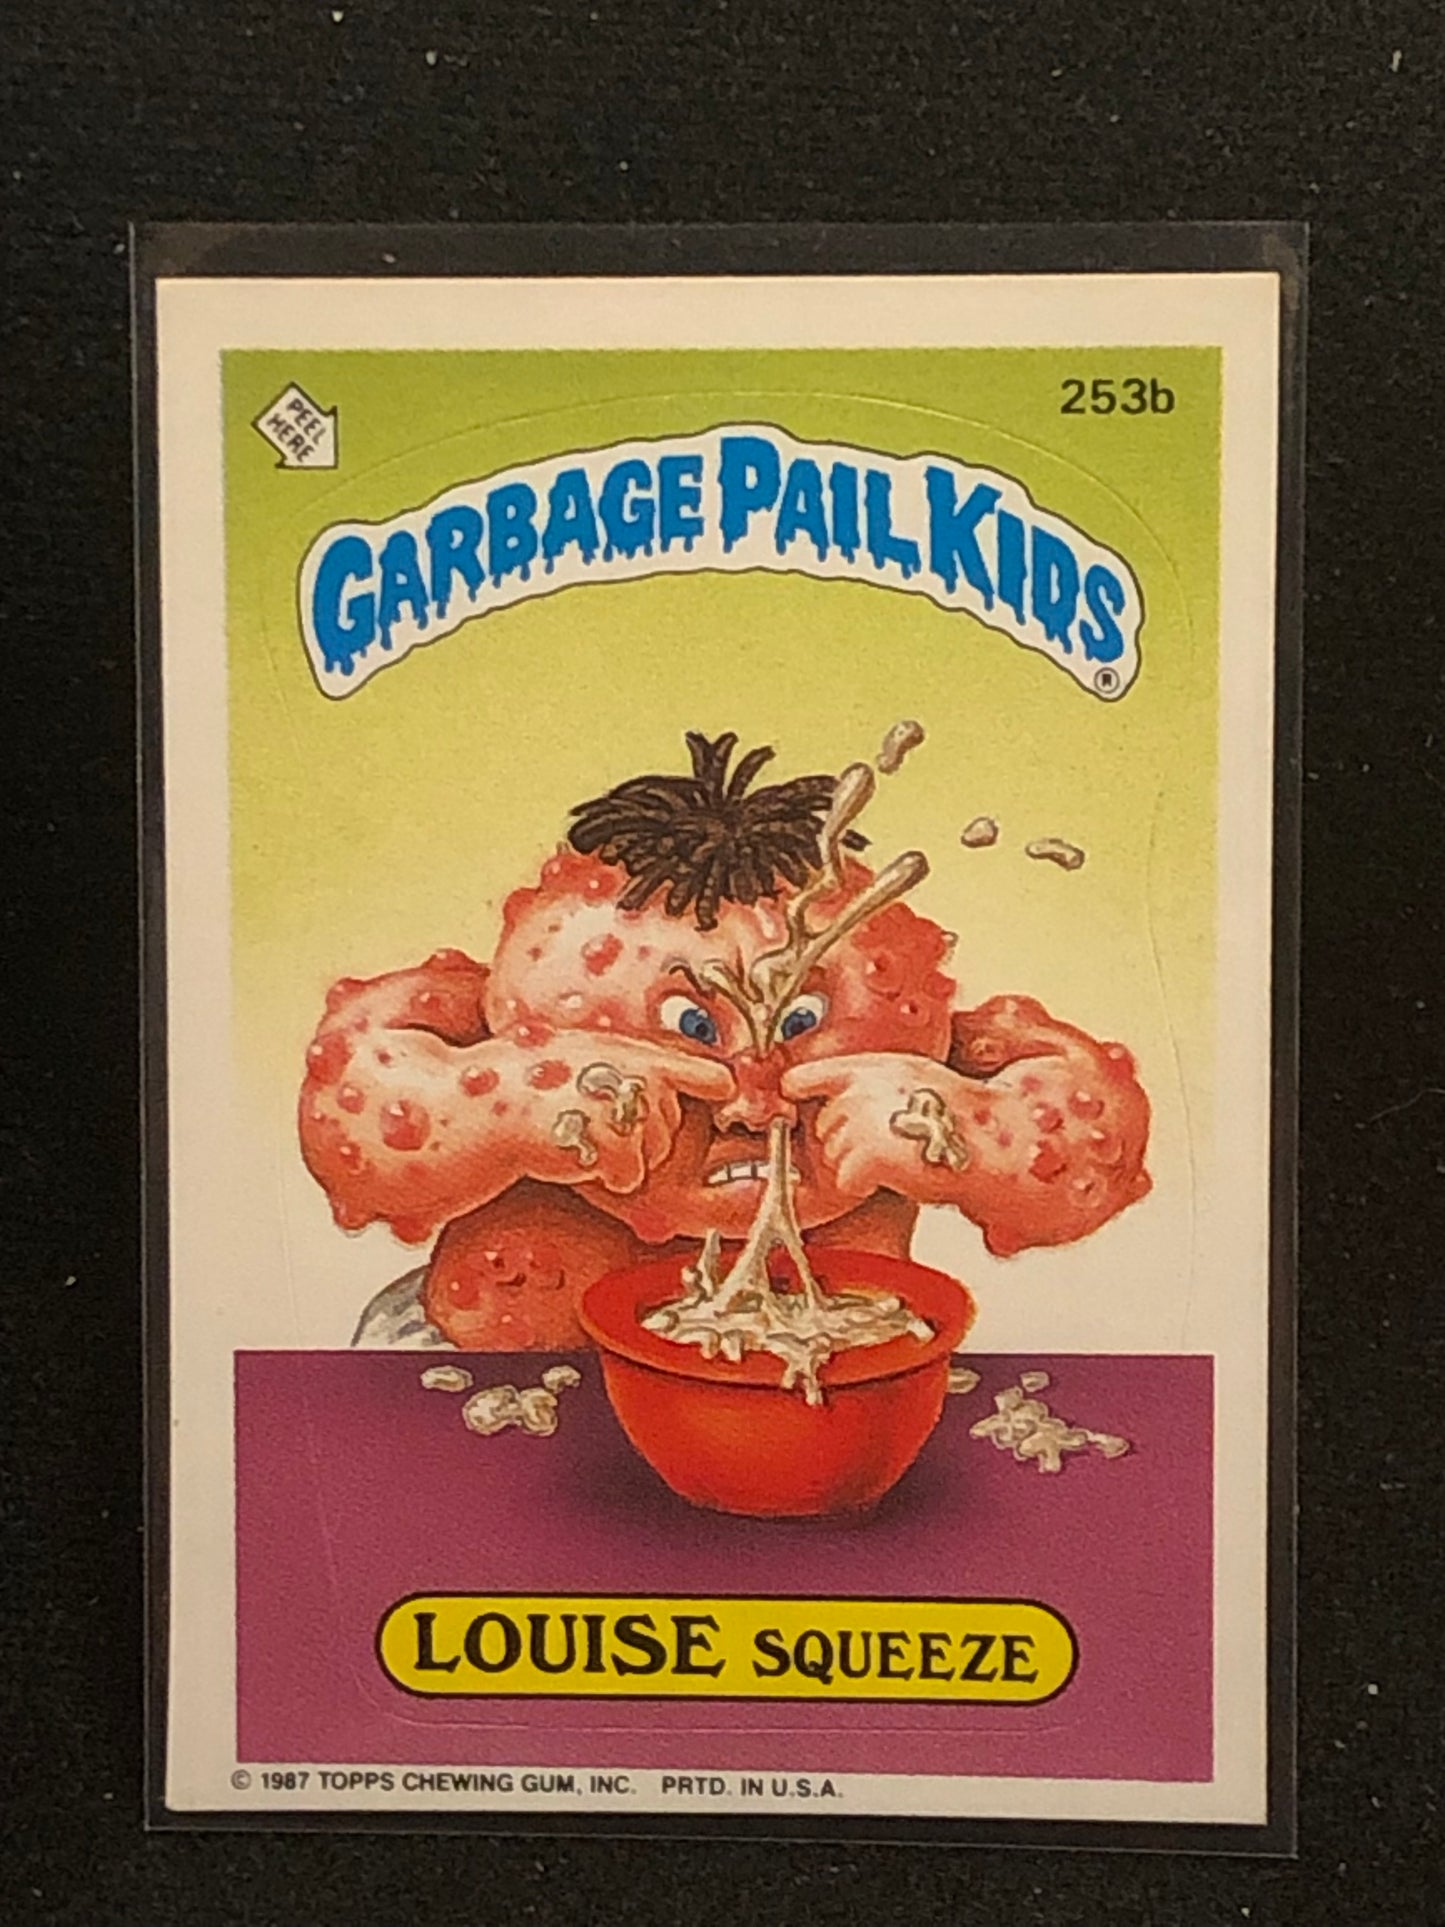 253b
PEEL
HERE
GARBAGE PAIL KIDS
®
LOUISE SQUEEZE
© 1987 TOPPS CHEWING GUM, INC. PRTD. IN U.S.A.